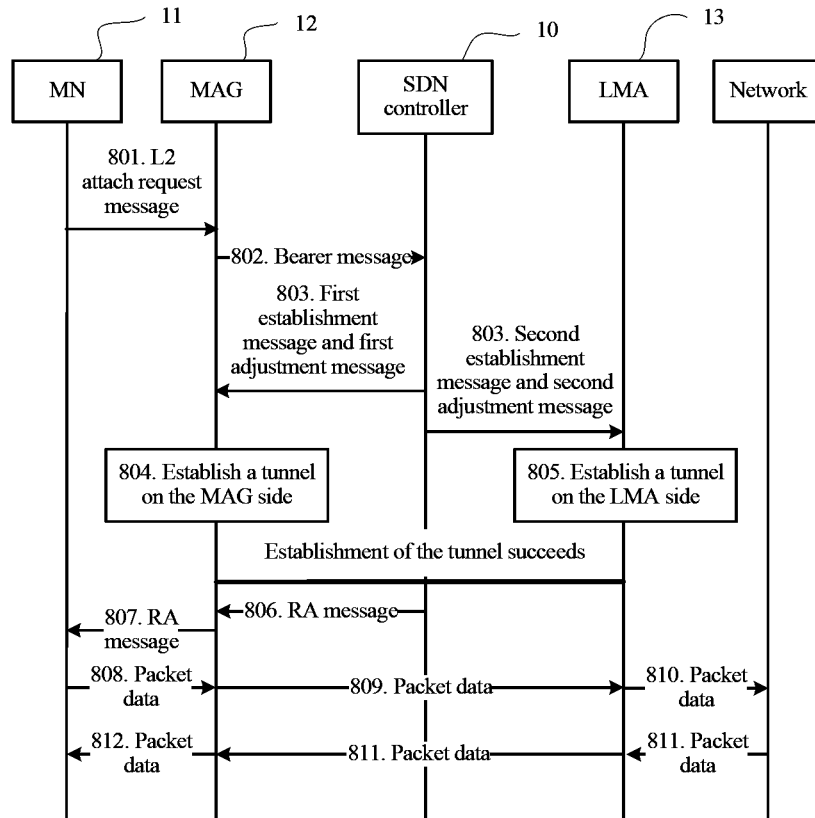 11
12
10
13
MN
MAG
SDN
controller
LMA
Network
801. L2
attach request
message
802. Bearer message
803. First
establishment
message and first
adjustment message
803. Second
establishment
message and second
adjustment message
804. Establish a tunnel
on the MAG side
805. Establish a tunnel
on the LMA side
Establishment of the tunnel succeeds
806. RA message
807. RA
message
808. Packet
data
809. Packet data
810. Packet
data
812. Packet
data
811. Packet data
811. Packet
data